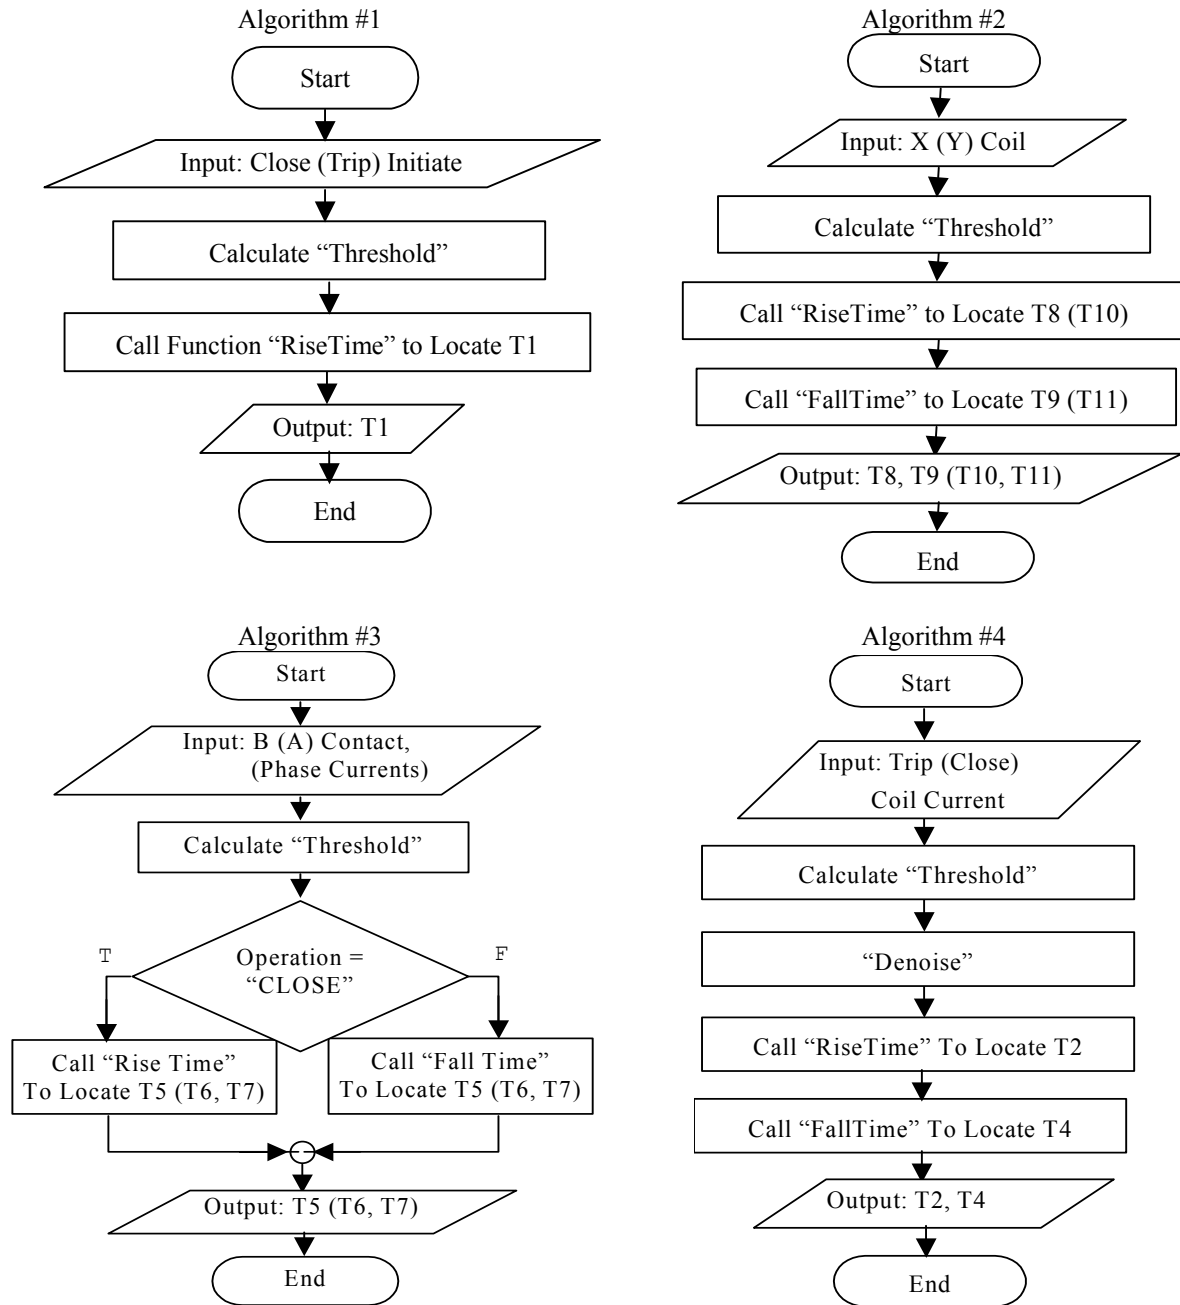 Algorithm #1
Start
Input: Close (Trip) Initiate
Calculate “Threshold”
Call Function “RiseTime” to Locate T1
Output: T1
End
Algorithm #2
Start
Input: X (Y) Coil
Calculate “Threshold”
Call “RiseTime” to Locate T8 (T10)
Call “FallTime” to Locate T9 (T11)
Output: T8, T9 (T10, T11)
End
Algorithm #3
Start
Input: B (A) Contact,
(Phase Currents)
Calculate “Threshold”
Operation =
“CLOSE”
T
F
Call “Rise Time”
To Locate T5 (T6, T7)
Call “Fall Time”
To Locate T5 (T6, T7)
Output: T5 (T6, T7)
End
Algorithm #4
Start
Input: Trip (Close)
Coil Current
Calculate “Threshold”
“Denoise”
Call “RiseTime” To Locate T2
Call “FallTime” To Locate T4
Output: T2, T4
End